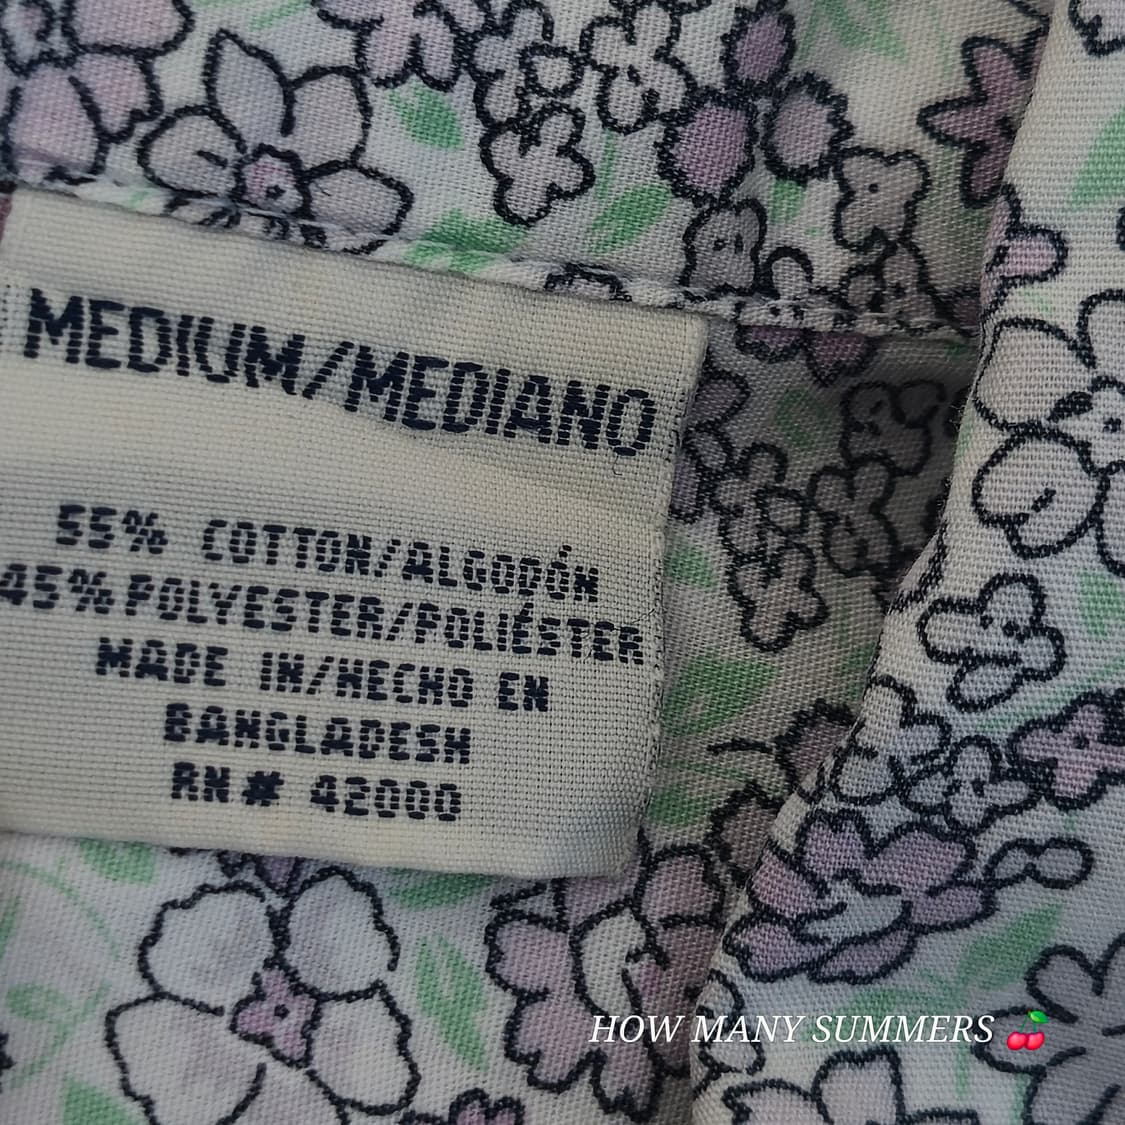 MEDIUM/MEDIANO
55% COTTON/ALGODÓN
45% POLYESTER/POLIÉSTER
MADE IN/HECHO EN
BANGLADESH
RN# 42000
HOW MANY SUMMERS 🍒